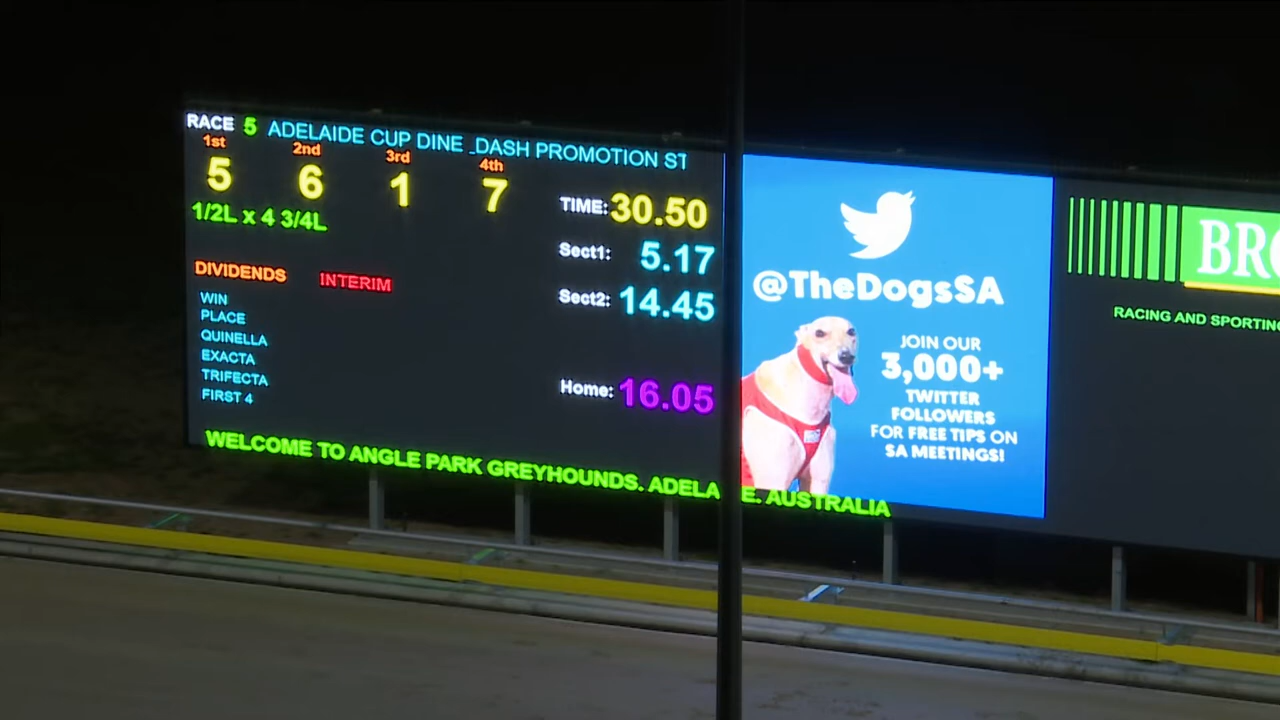 RACE 5 ADELAIDE CUP DINE _DASH PROMOTION ST
1st 2nd 3rd 4th
5 6 1 7
1/2L x 4 3/4L
TIME: 30.50
Sect1: 5.17
Sect2: 14.45
Home: 16.05
DIVIDENDS INTERIM
WIN
PLACE
QUINELLA
EXACTA
TRIFECTA
FIRST 4
WELCOME TO ANGLE PARK GREYHOUNDS. ADELA E. AUSTRALIA
@TheDogsSA
JOIN OUR
3,000+
TWITTER
FOLLOWERS
FOR FREE TIPS ON
SA MEETINGS!
BRO
RACING AND SPORTING